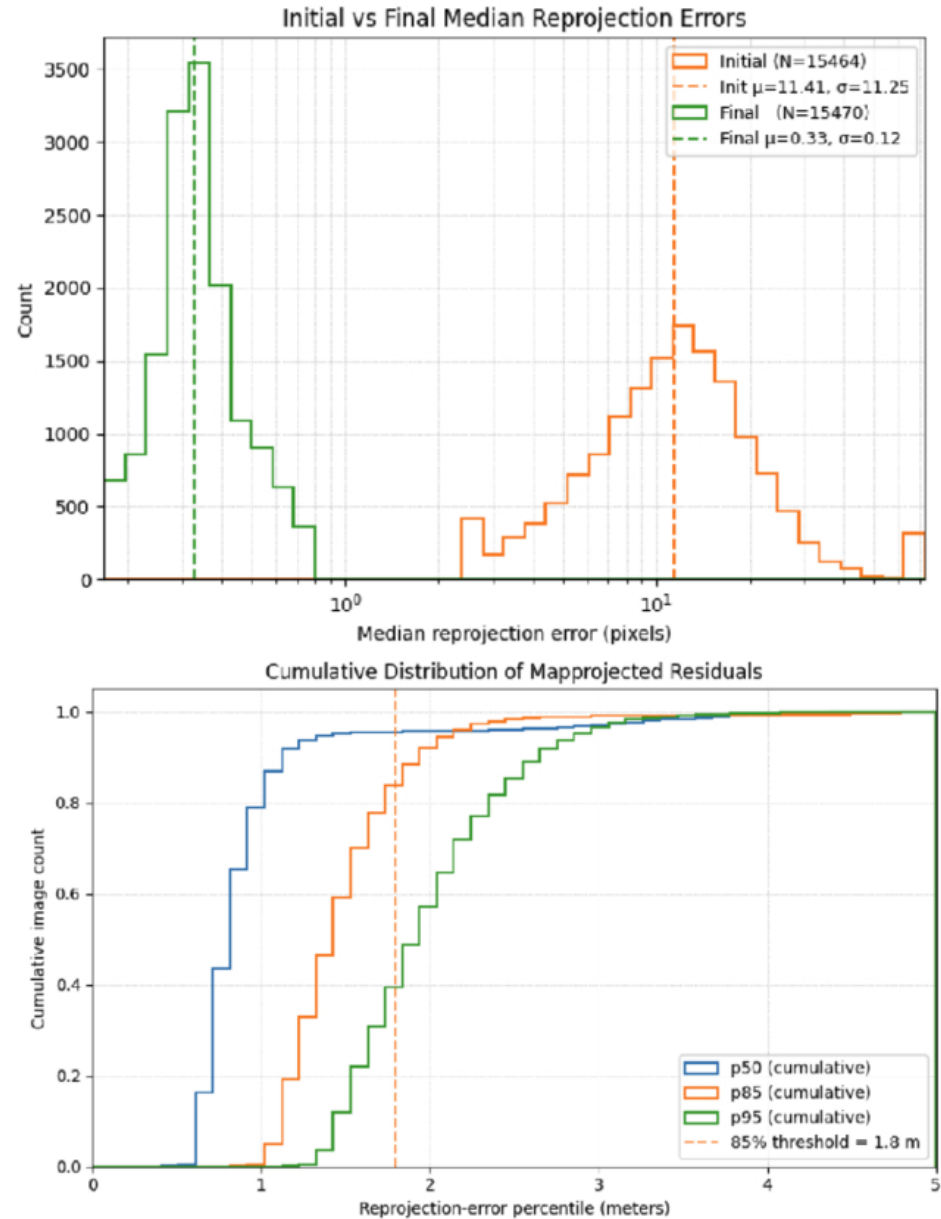 Initial vs Final Median Reprojection Errors
3500
3000
2500
2000
1500
1000
500
0
Count
Initial (N=15464)
Init μ=11.41, σ=11.25
Final (N=15470)
Final μ=0.33, σ=0.12
10⁰
10¹
Median reprojection error (pixels)
Cumulative Distribution of Mapprojected Residuals
1.0
0.8
0.6
0.4
0.2
0.0
Cumulative image count
p50 (cumulative)
p85 (cumulative)
p95 (cumulative)
85% threshold = 1.8 m
0 1 2 3 4 5
Reprojection-error percentile (meters)